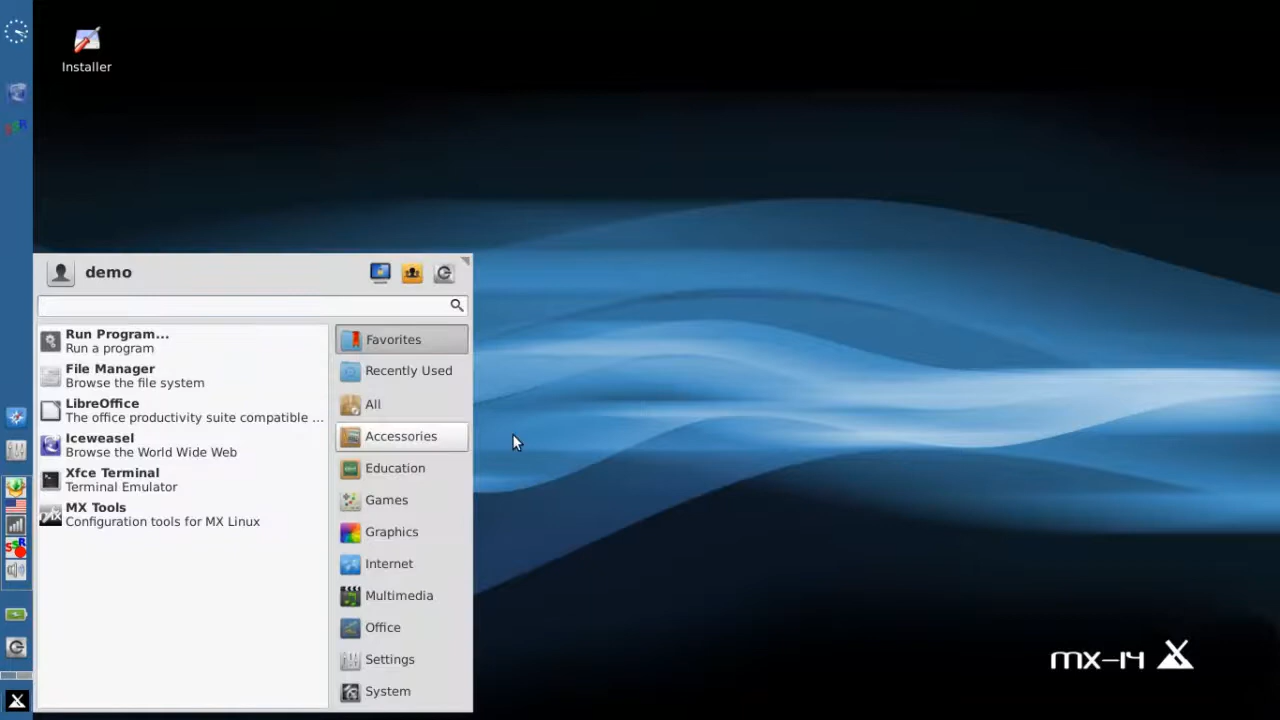 Installer
demo
Run Program...
Run a program
File Manager
Browse the file system
LibreOffice
The office productivity suite compatible ...
Iceweasel
Browse the World Wide Web
Xfce Terminal
Terminal Emulator
MX Tools
Configuration tools for MX Linux
Favorites
Recently Used
All
Accessories
Education
Games
Graphics
Internet
Multimedia
Office
Settings
System
mx-14
SSR
SSR